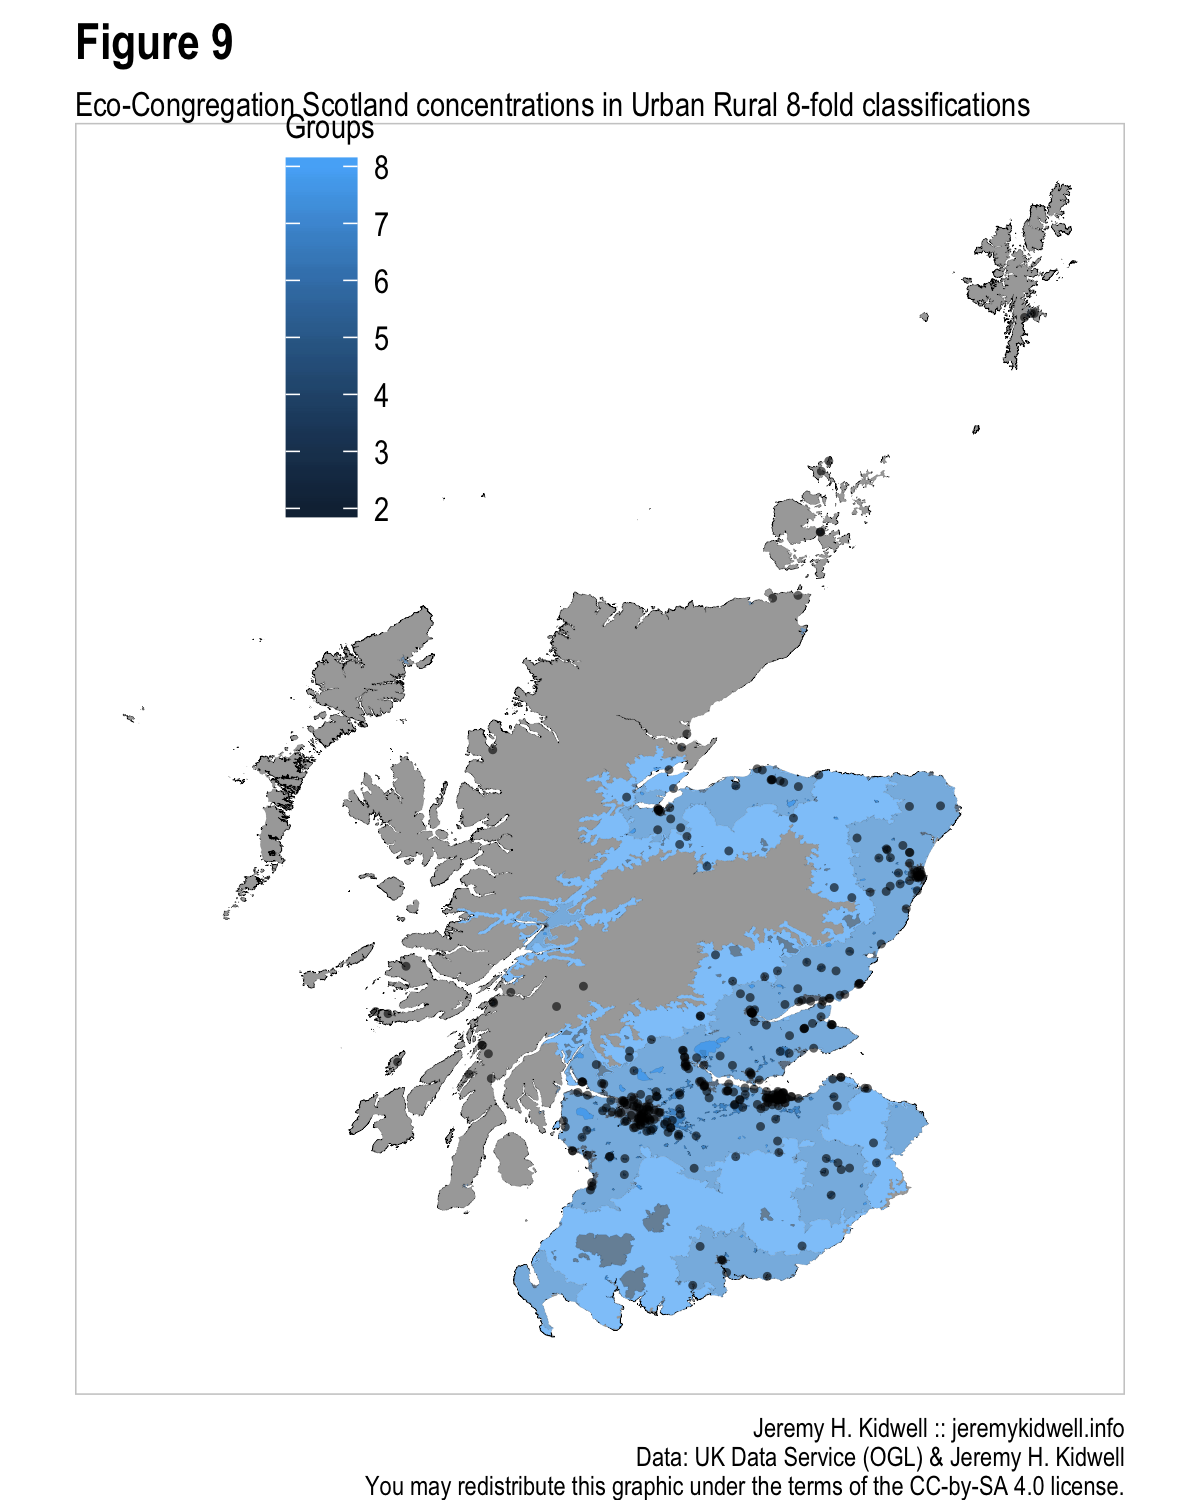 Figure 9
Eco-Congregation Scotland concentrations in Urban Rural 8-fold classifications
Groups
8
7
6
5
4
3
2
Jeremy H. Kidwell :: jeremykidwell.info
Data: UK Data Service (OGL) & Jeremy H. Kidwell
You may redistribute this graphic under the terms of the CC-by-SA 4.0 license.